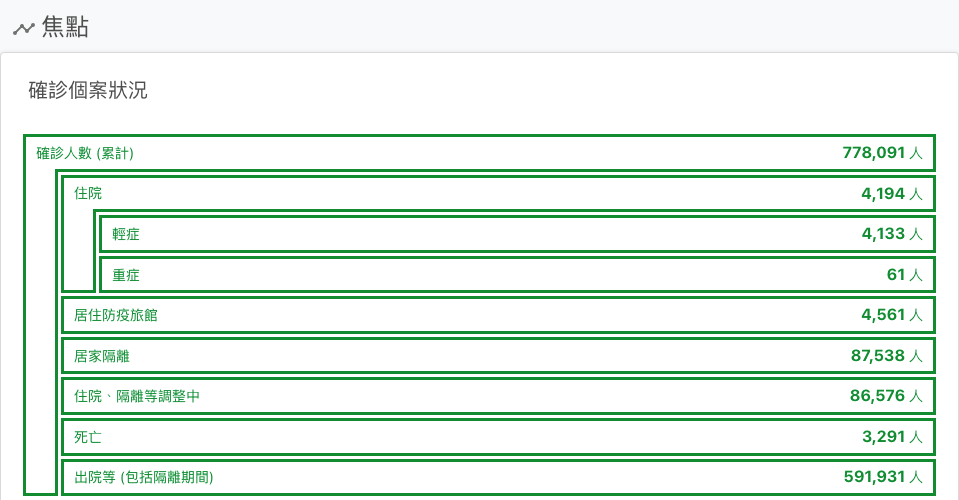 焦點
確診個案狀況
確診人數 (累計) 778,091 人
住院 4,194 人
輕症 4,133 人
重症 61 人
居住防疫旅館 4,561 人
居家隔離 87,538 人
住院、隔離等調整中 86,576 人
死亡 3,291 人
出院等 (包括隔離期間) 591,931 人